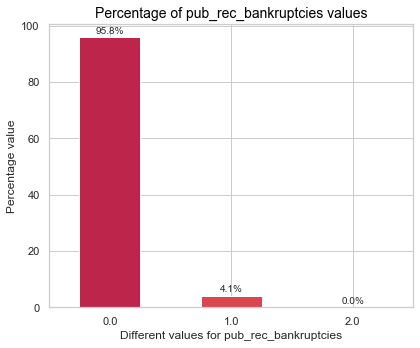 Percentage of pub_rec_bankruptcies values
100
95.8%
80
60
40
20
4.1%
0.0%
0
0.0 1.0 2.0
Percentage value
Different values for pub_rec_bankruptcies